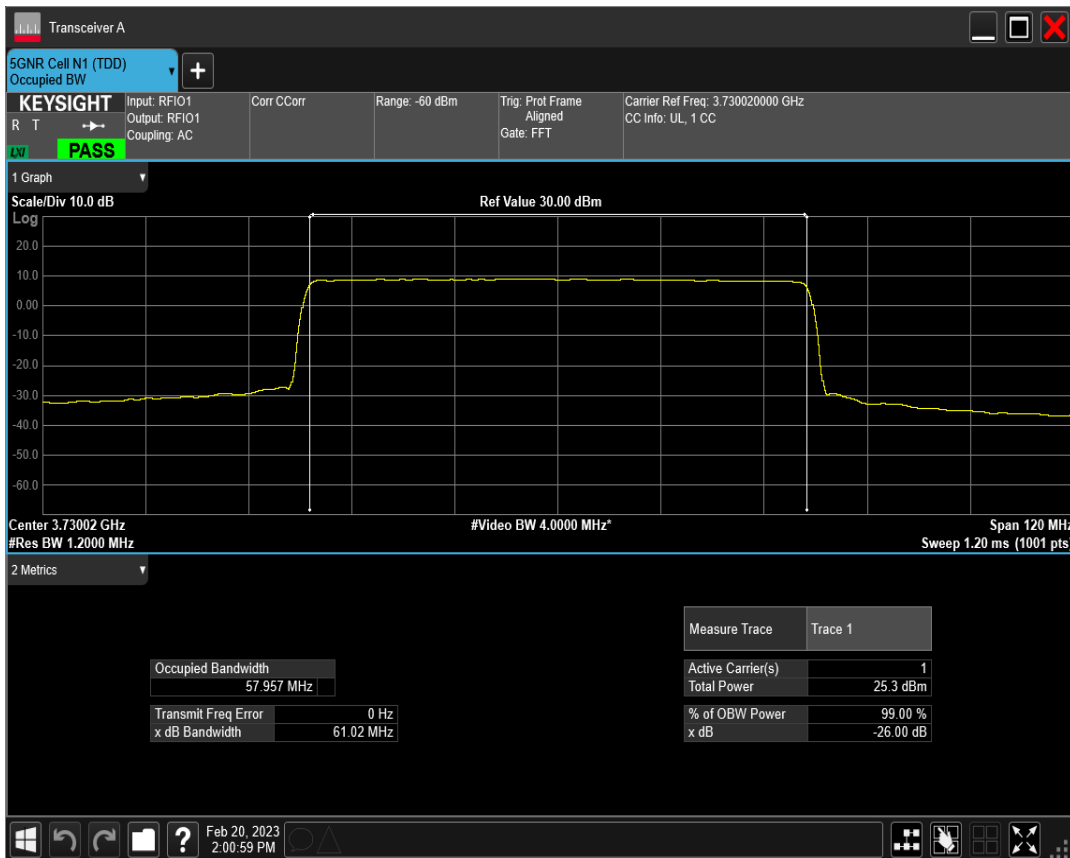 Transceiver A
5GNR Cell N1 (TDD)
Occupied BW
+
KEYSIGHT
R T
LXI
PASS
Input: RFIO1
Output: RFIO1
Coupling: AC
Corr CCorr
Range: -60 dBm
Trig: Prot Frame
Aligned
Gate: FFT
Carrier Ref Freq: 3.730020000 GHz
CC Info: UL, 1 CC
1 Graph
Scale/Div 10.0 dB
Ref Value 30.00 dBm
Log
20.0
10.0
0.00
-10.0
-20.0
-30.0
-40.0
-50.0
-60.0
Center 3.73002 GHz
#Video BW 4.0000 MHz*
Span 120 MHz
#Res BW 1.2000 MHz
Sweep 1.20 ms (1001 pts)
2 Metrics
Measure Trace Trace 1
Occupied Bandwidth
57.957 MHz
Active Carrier(s) 1
Total Power 25.3 dBm
Transmit Freq Error 0 Hz
x dB Bandwidth 61.02 MHz
% of OBW Power 99.00 %
x dB -26.00 dB
?
Feb 20, 2023
2:00:59 PM